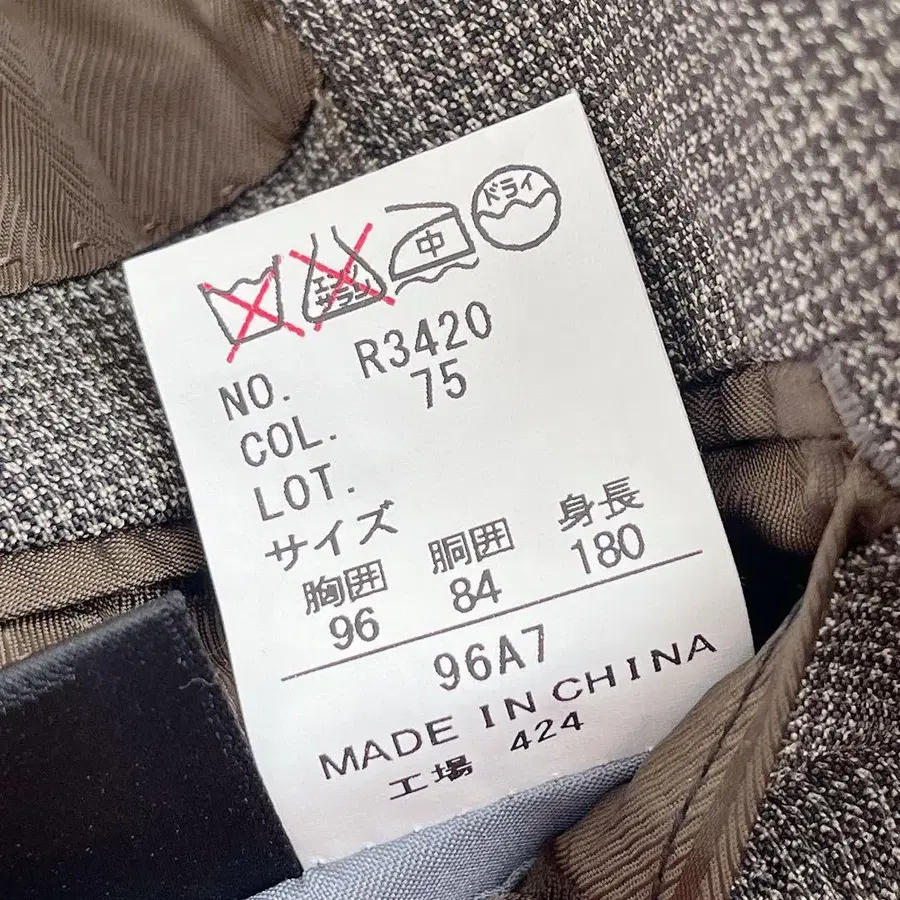 エンソ
サラシ
中
ドライ
NO. R3420
COL. 75
LOT.
サイズ
胸囲 胴囲 身長
96 84 180
96A7
MADE IN CHINA
工場 424